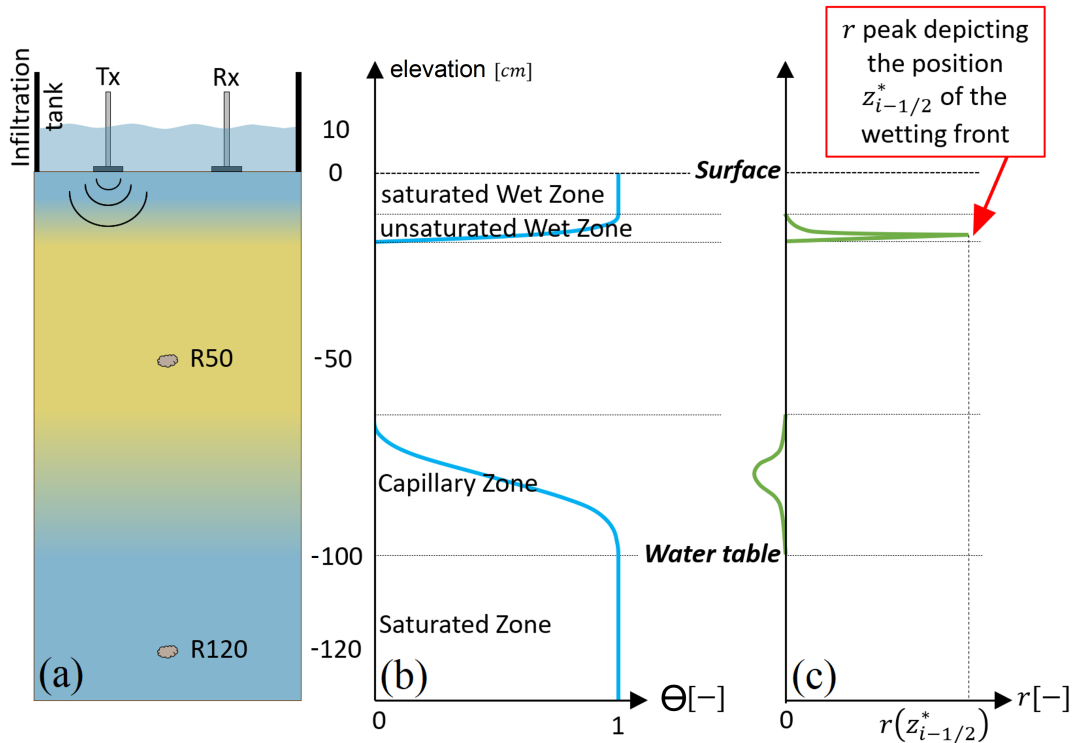 Infiltration
tank
Tx
Rx
R50
R120
(a)
elevation [cm]
10
0
-50
-100
-120
saturated Wet Zone
unsaturated Wet Zone
Capillary Zone
Saturated Zone
(b)
0
1
Ɵ[−]
Surface
Water table
r peak depicting
the position
z*i−1/2 of the
wetting front
(c)
0
r(z*i−1/2)
r[−]